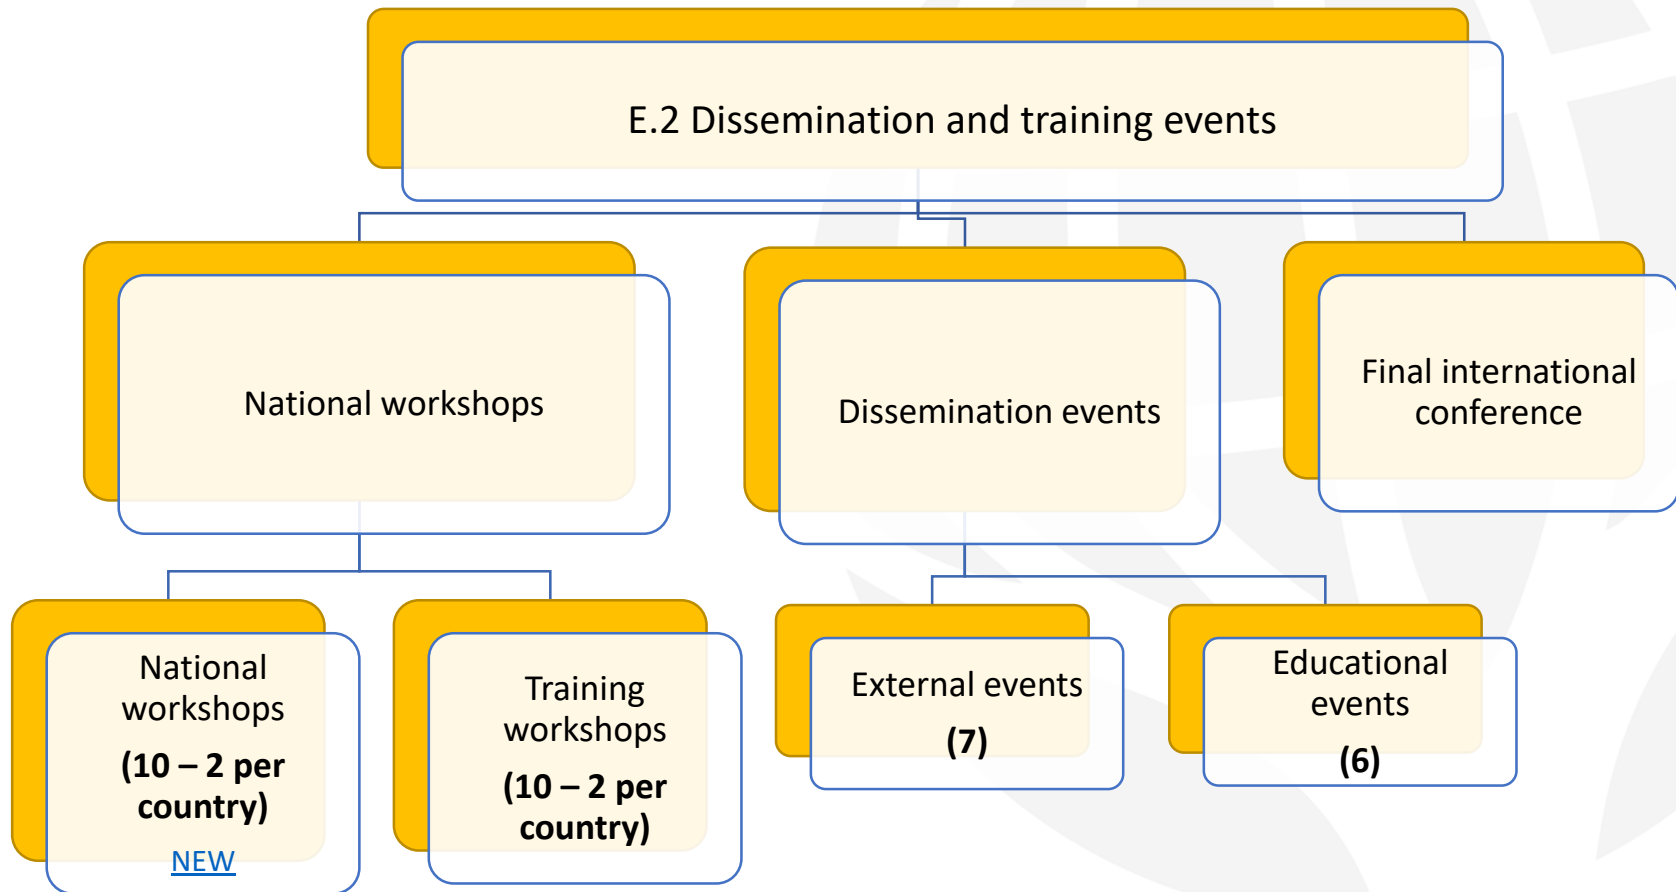 E.2 Dissemination and training events
National workshops
Dissemination events
Final international
conference
National
workshops
(10 – 2 per
country)
NEW
Training
workshops
(10 – 2 per
country)
External events
(7)
Educational
events
(6)